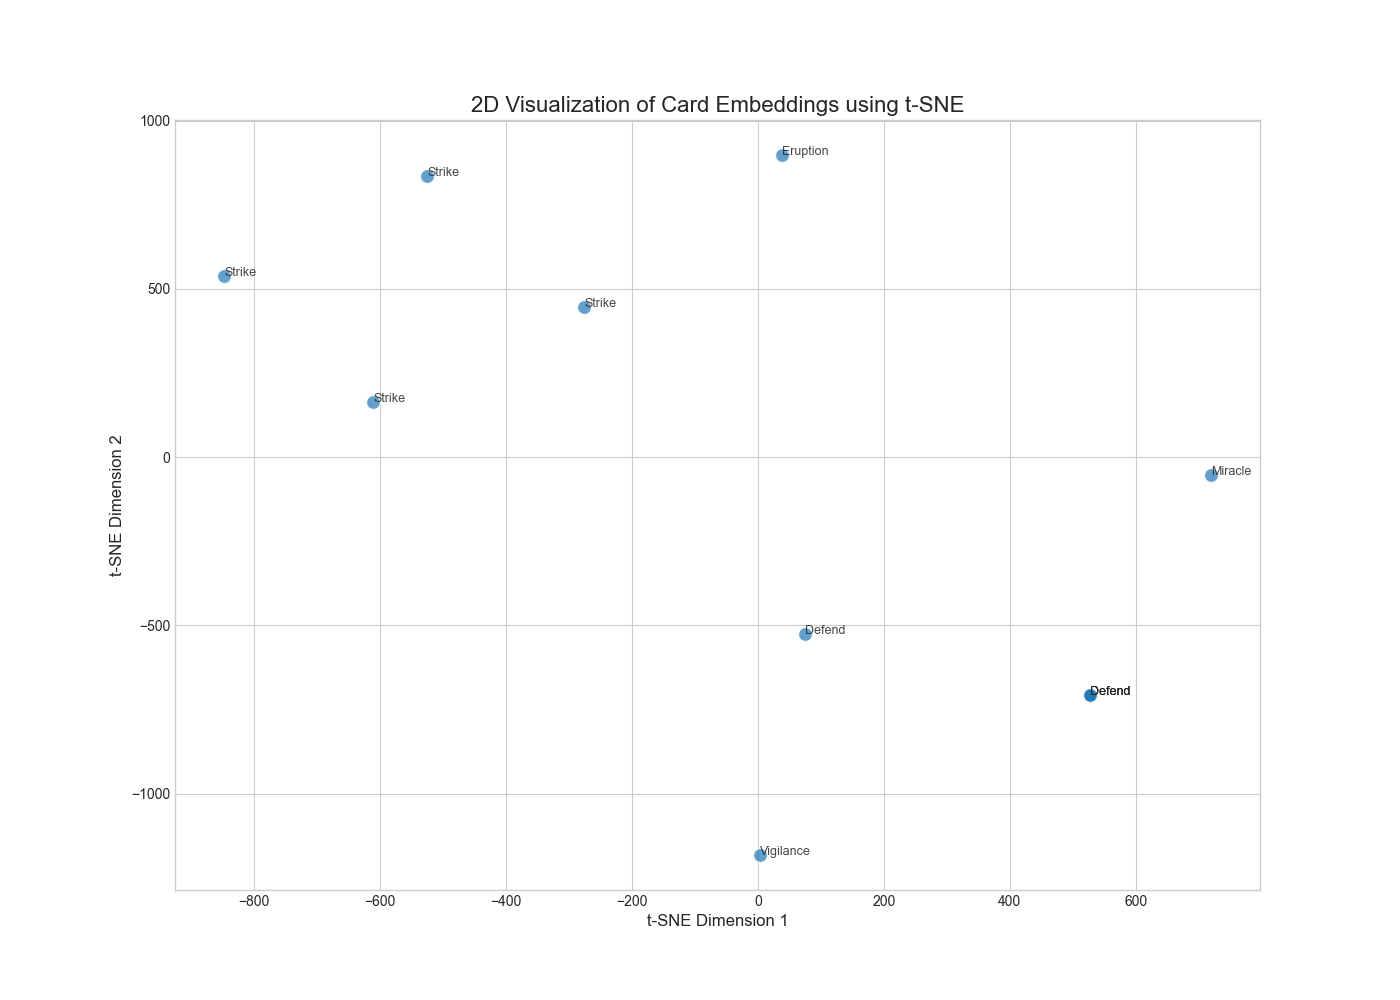 2D Visualization of Card Embeddings using t-SNE
1000
Eruption
Strike
Strike
500
Strike
Strike
t-SNE Dimension 2
0
Miracle
−500
Defend
Defend
−1000
Vigilance
−800 −600 −400 −200 0 200 400 600
t-SNE Dimension 1